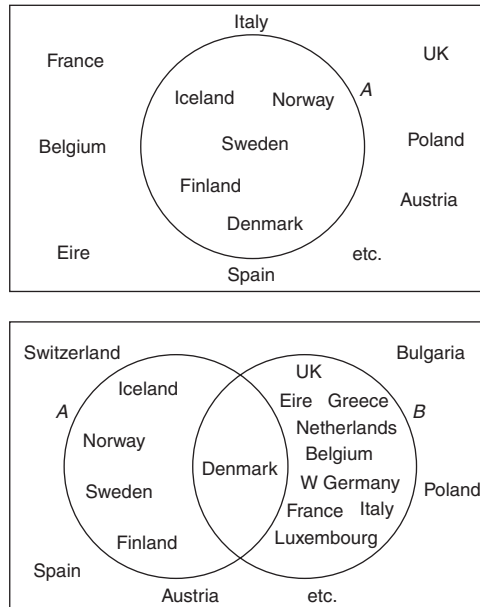 Italy
France UK
Iceland Norway A
Belgium Sweden Poland
Finland Austria
Denmark
Eire etc.
Spain
Switzerland UK Bulgaria
Iceland Eire Greece
A B
Norway Netherlands
Belgium
Denmark
Sweden W Germany Poland
France Italy
Finland Luxembourg
Spain
Austria etc.